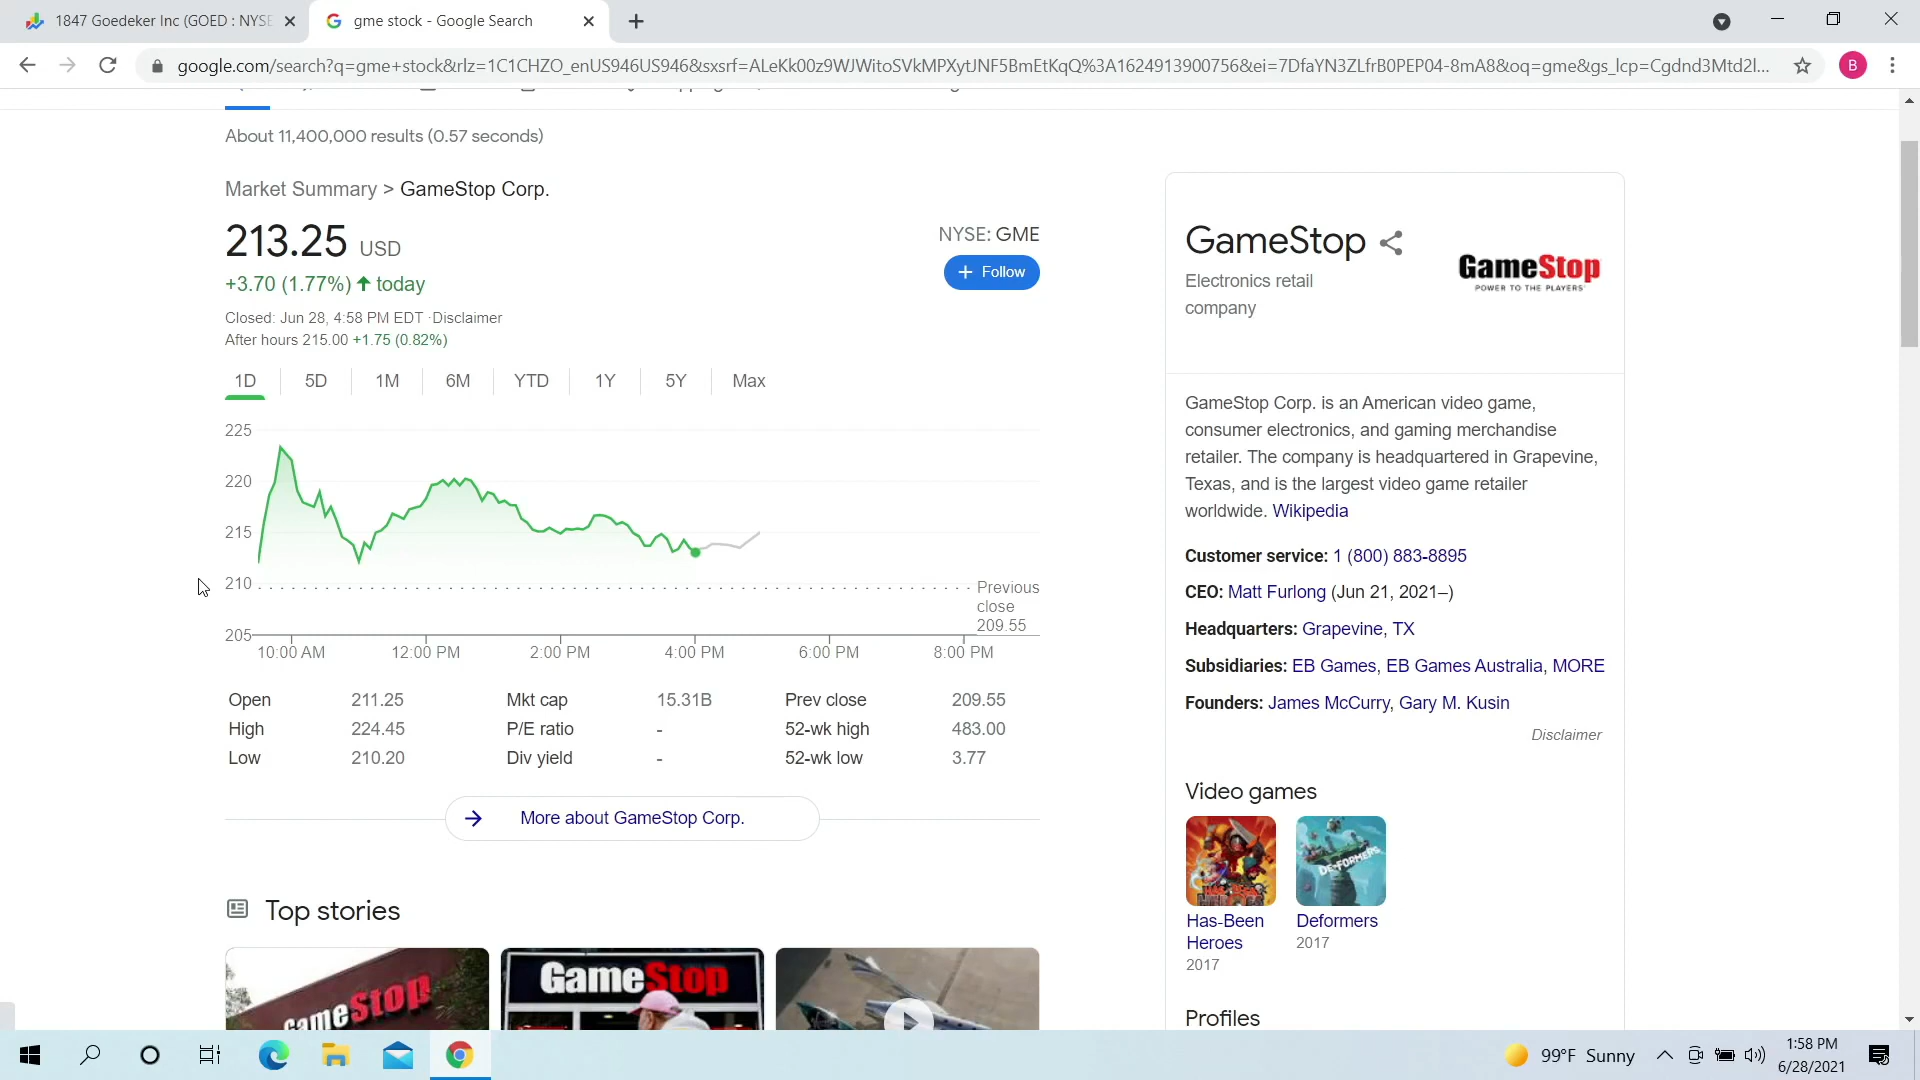 1847 Goedeker Inc (GOED : NYSE
gme stock - Google Search
google.com/search?q=gme+stock&rlz=1C1CHZO_enUS946US946&sxsrf=ALeKk00z9WJWitoSVkMPXytJNF5BmEtKqQ%3A1624913900756&ei=7DfaYN3ZLfrB0PEP04-8mA8&oq=gme&gs_lcp=Cgdnd3Mtd2l...
B
About 11,400,000 results (0.57 seconds)
Market Summary > GameStop Corp.
213.25 USD
NYSE: GME
+3.70 (1.77%) today
+ Follow
Closed: Jun 28, 4:58 PM EDT · Disclaimer
After hours 215.00 +1.75 (0.82%)
1D 5D 1M 6M YTD 1Y 5Y Max
225
220
215
210
205
Previous
close
209.55
10:00 AM 12:00 PM 2:00 PM 4:00 PM 6:00 PM 8:00 PM
Open 211.25 Mkt cap 15.31B Prev close 209.55
High 224.45 P/E ratio - 52-wk high 483.00
Low 210.20 Div yield - 52-wk low 3.77
More about GameStop Corp.
Top stories
GameStop
GameStop
GameStop
Electronics retail
company
GameStop
POWER TO THE PLAYERS
GameStop Corp. is an American video game,
consumer electronics, and gaming merchandise
retailer. The company is headquartered in Grapevine,
Texas, and is the largest video game retailer
worldwide. Wikipedia
Customer service: 1 (800) 883-8895
CEO: Matt Furlong (Jun 21, 2021–)
Headquarters: Grapevine, TX
Subsidiaries: EB Games, EB Games Australia, MORE
Founders: James McCurry, Gary M. Kusin
Disclaimer
Video games
HAS-BEEN
HEROES
DE-FORMERS
Has-Been
Heroes
2017
Deformers
2017
Profiles
99°F Sunny
1:58 PM
6/28/2021